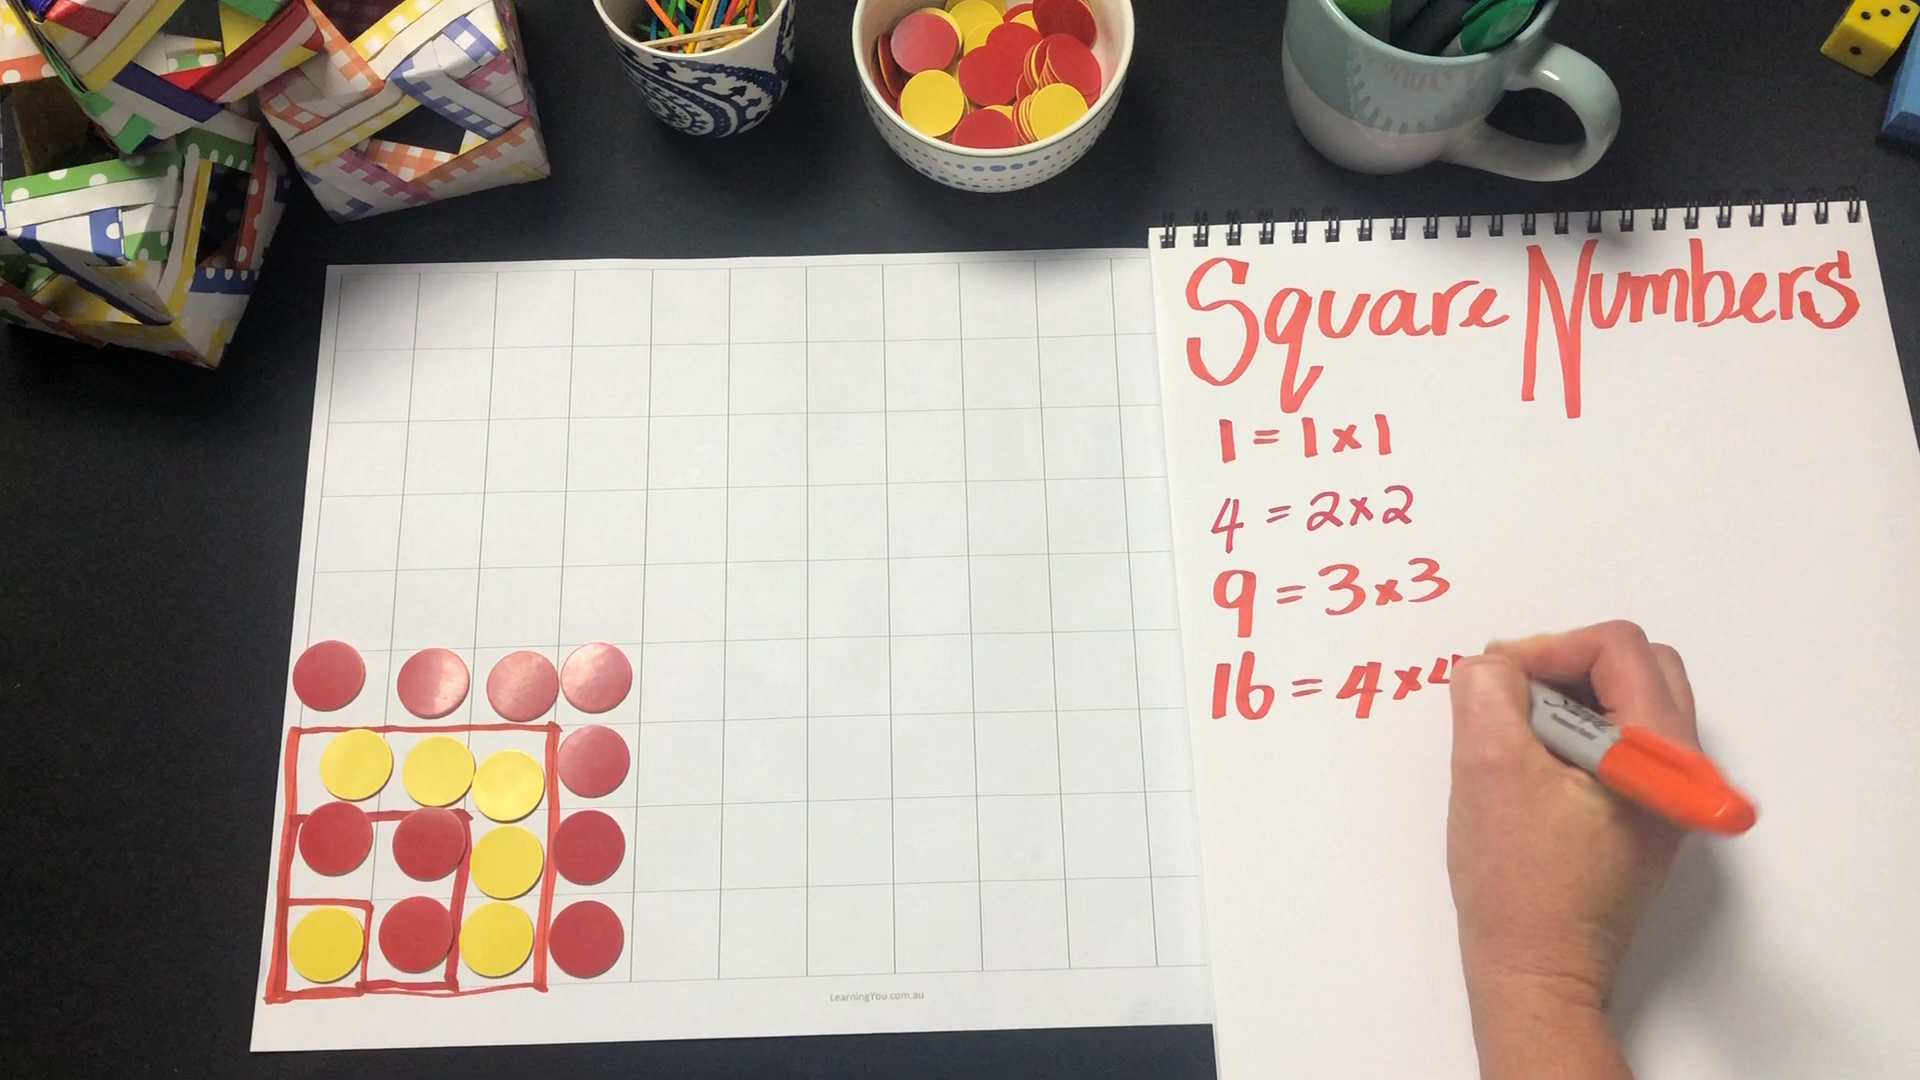 Square Numbers
1 = 1 x 1
4 = 2 x 2
9 = 3 x 3
16 = 4 x 4
LearningYou.com.au